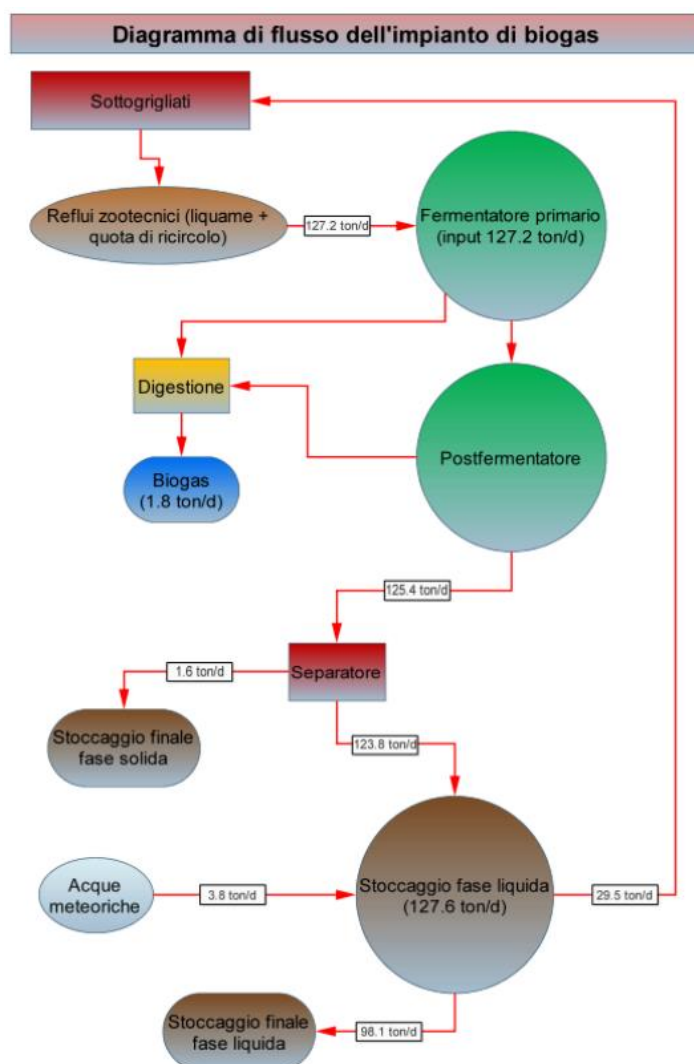 Diagramma di flusso dell'impianto di biogas
Sottogrigliati
Reflui zootecnici (liquame +
quota di ricircolo)
127.2 ton/d
Fermentatore primario
(input 127.2 ton/d)
Digestione
Postfermentatore
Biogas
(1.8 ton/d)
125.4 ton/d
1.6 ton/d
Separatore
Stoccaggio finale
fase solida
123.8 ton/d
Acque
meteoriche
3.8 ton/d
Stoccaggio fase liquida
(127.6 ton/d)
29.5 ton/d
Stoccaggio finale
fase liquida
98.1 ton/d